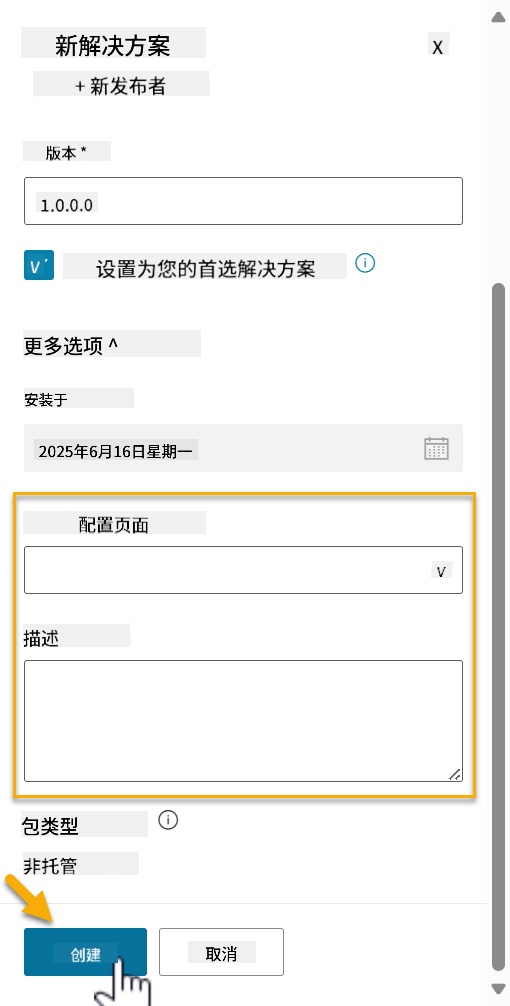 新解决方案
X
+ 新发布者
版本 *
1.0.0.0
V ´ 设置为您的首选解决方案
更多选项 ^
安装于
2025年6月16日星期一
配置页面
V
描述
包类型
非托管
创建
取消